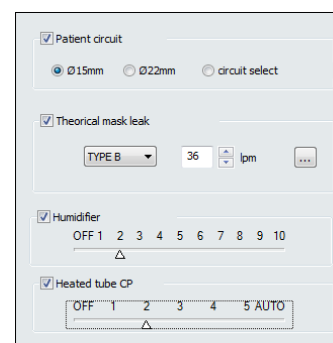 Patient circuit
Ø15mm Ø22mm circuit select
Theorical mask leak
TYPE B 36 lpm ...
Humidifier
OFF 1 2 3 4 5 6 7 8 9 10
Heated tube CP
OFF 1 2 3 4 5 AUTO